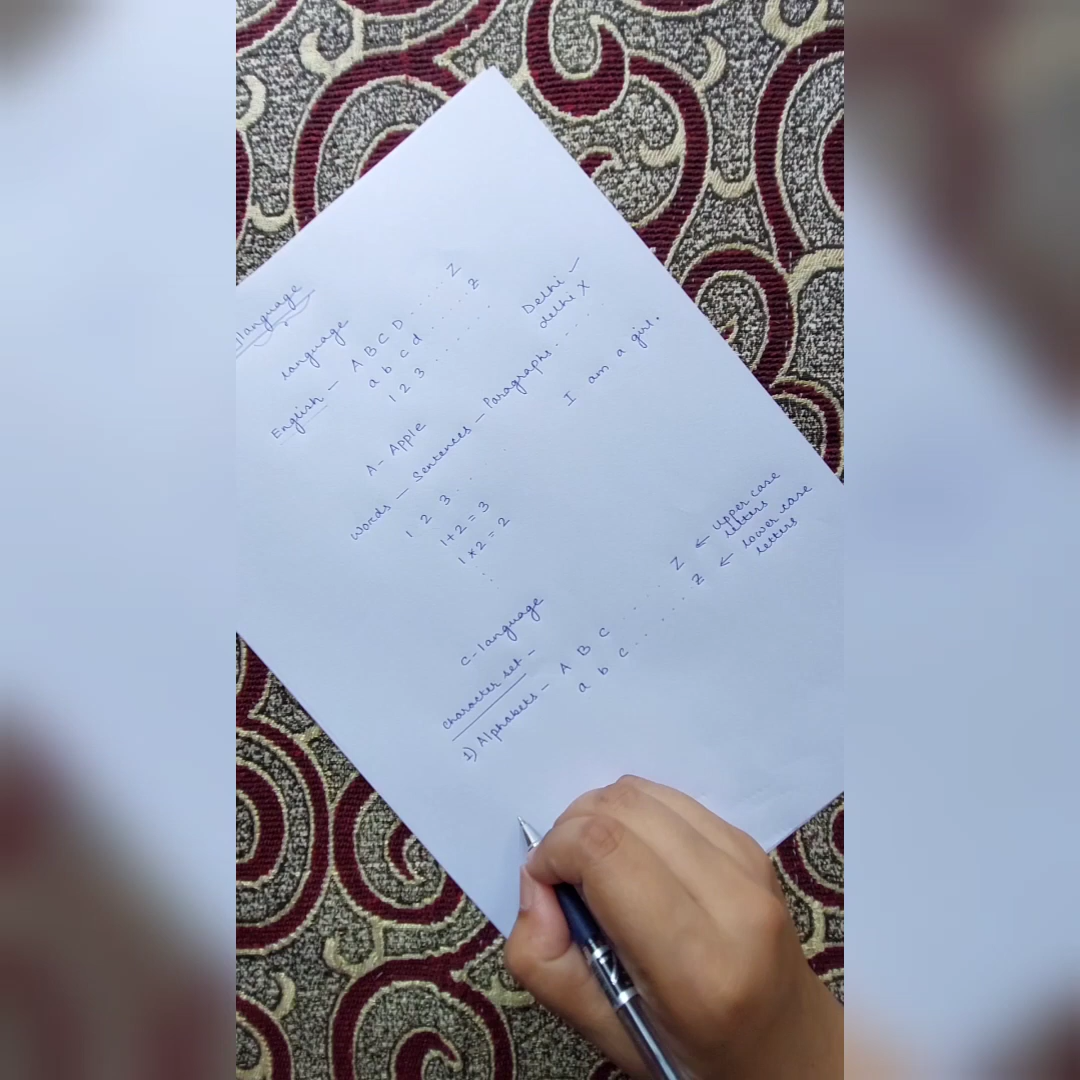 language
language
English - A B C D ...... Z
a b c d ...... z
1 2 3 ......
A - Apple
Words - Sentences - Paragraphs ....
Delhi ✓
delhi X
I am a girl.
1 2 3 ...
1+2 = 3
1*2 = 2
C-language
Character set -
1) Alphabets - A B C .... Z ← Upper case letters
a b c ..... z ← lower case letters